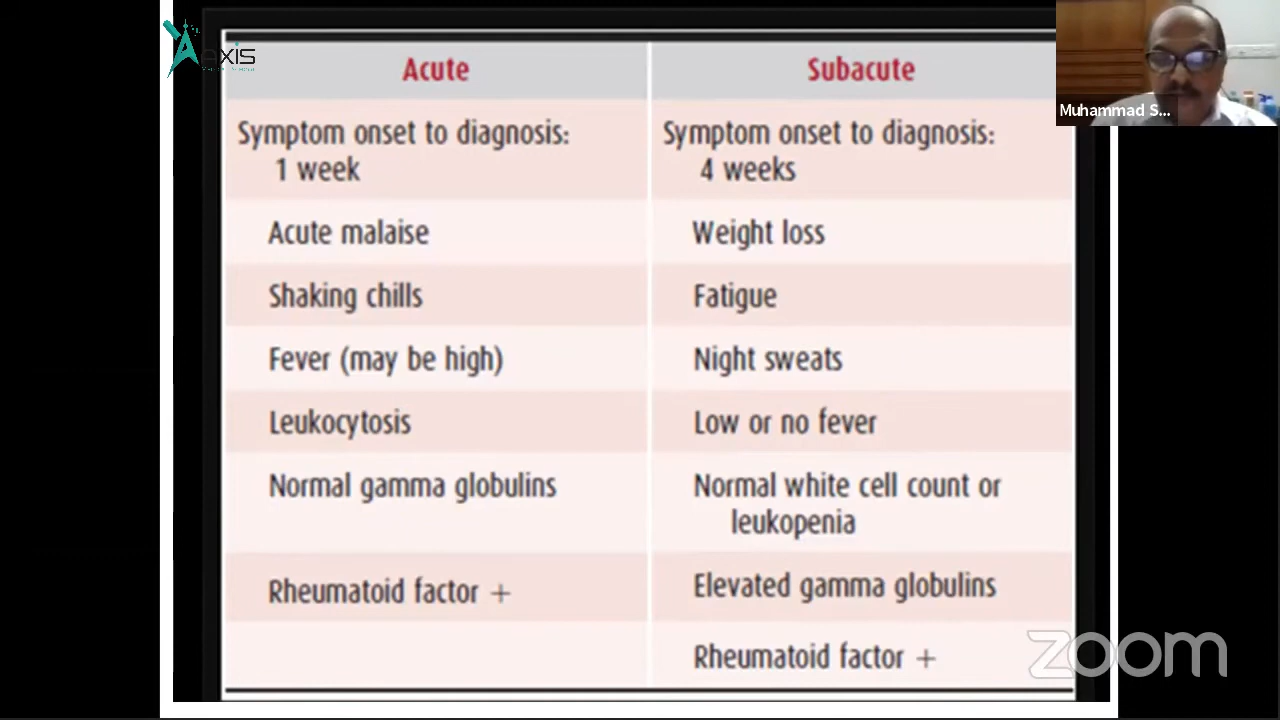 AXIS
Acute
Subacute
Symptom onset to diagnosis:
1 week
Symptom onset to diagnosis:
4 weeks
Acute malaise
Weight loss
Shaking chills
Fatigue
Fever (may be high)
Night sweats
Leukocytosis
Low or no fever
Normal gamma globulins
Normal white cell count or
leukopenia
Rheumatoid factor +
Elevated gamma globulins
Rheumatoid factor +
Muhammad S...
zoom